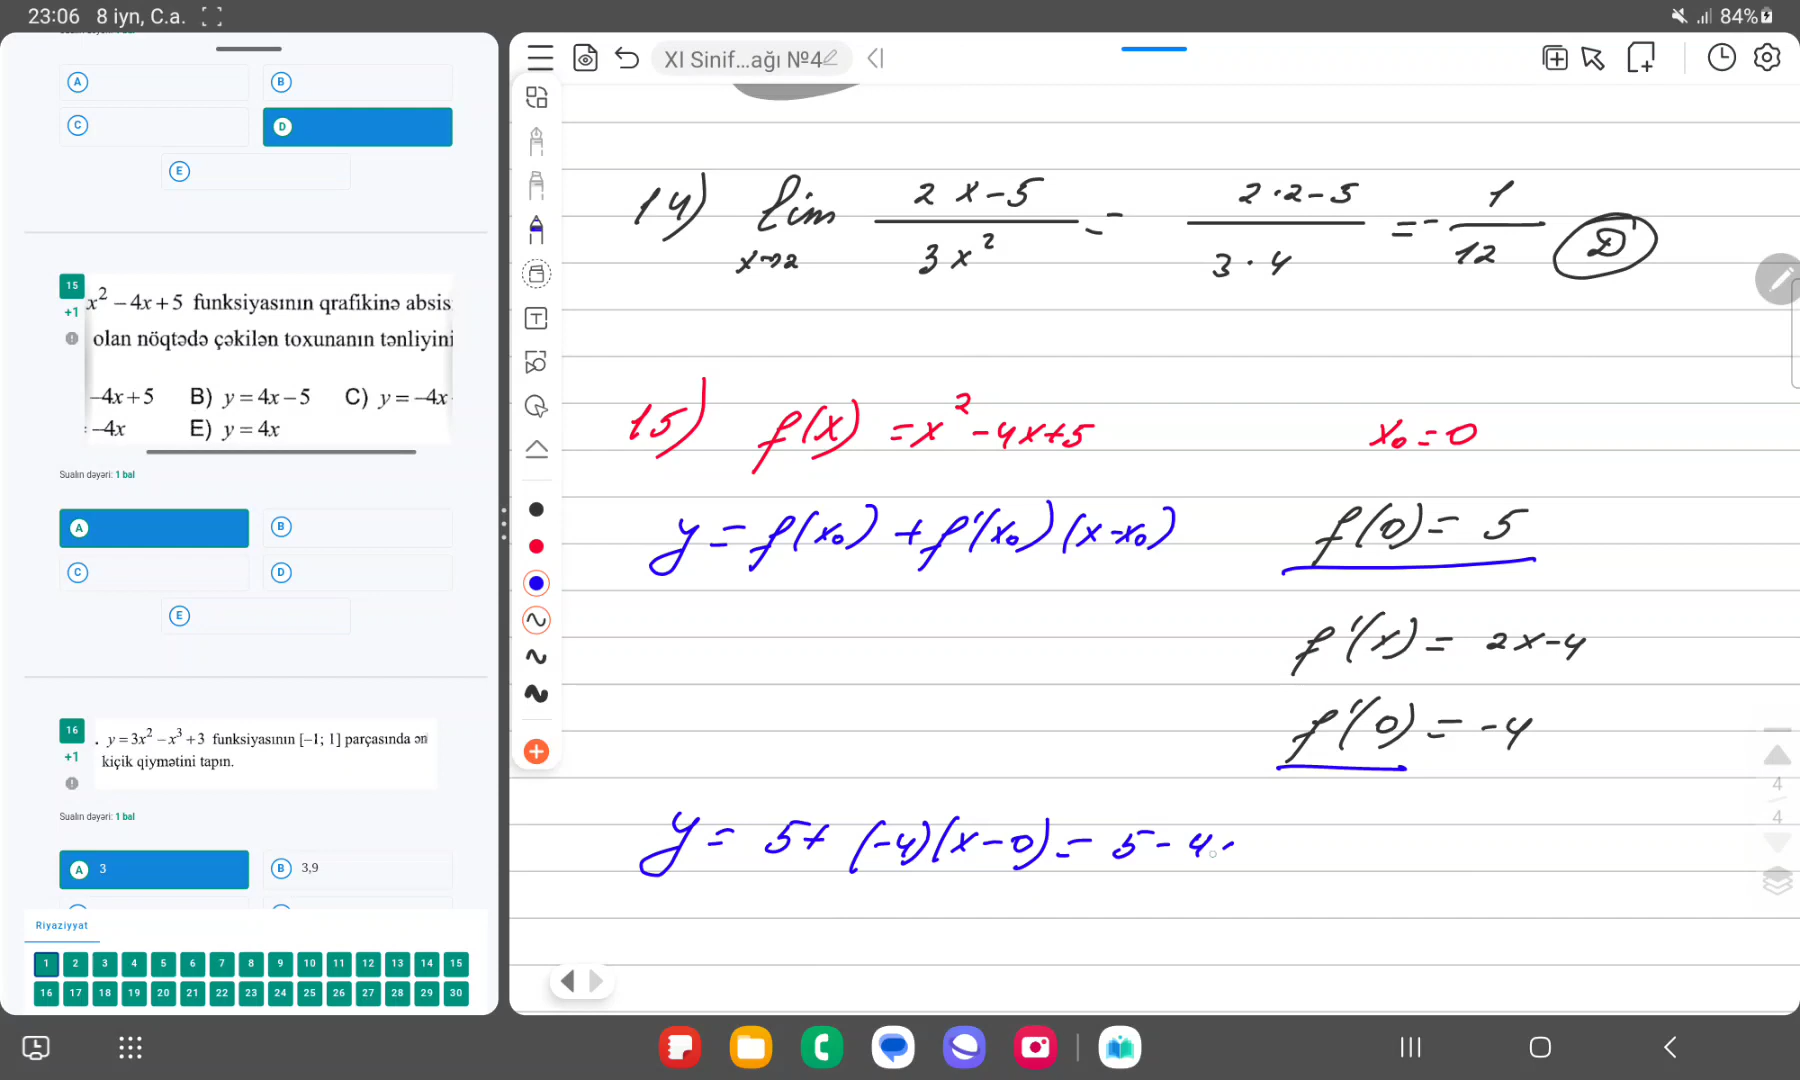 23:06 8 iyn, C.a. 84%
A B
C D
E
15
+1
x² − 4x + 5 funksiyasının qrafikinə absis
olan nöqtədə çəkilən toxunanın tənliyini
−4x + 5 B) y = 4x − 5 C) y = −4x
−4x E) y = 4x
Sualın dəyəri: 1 bal
A B
C D
E
16
+1
. y = 3x² − x³ + 3 funksiyasının [−1; 1] parçasında ən
kiçik qiymətini tapın.
Sualın dəyəri: 1 bal
A 3 B 3,9
Riyaziyyat
1 2 3 4 5 6 7 8 9 10 11 12 13 14 15
16 17 18 19 20 21 22 23 24 25 26 27 28 29 30
XI Sinif...ağı №4
14) lim x→2 (2x−5)/(3x²) = (2·2−5)/(3·4) = −1/12 D
15) f(x) = x² − 4x + 5 x₀ = 0
y = f(x₀) + f'(x₀)(x−x₀) f(0) = 5
f'(x) = 2x−4
f'(0) = −4
y = 5 + (−4)(x−0) = 5 − 4
4
4